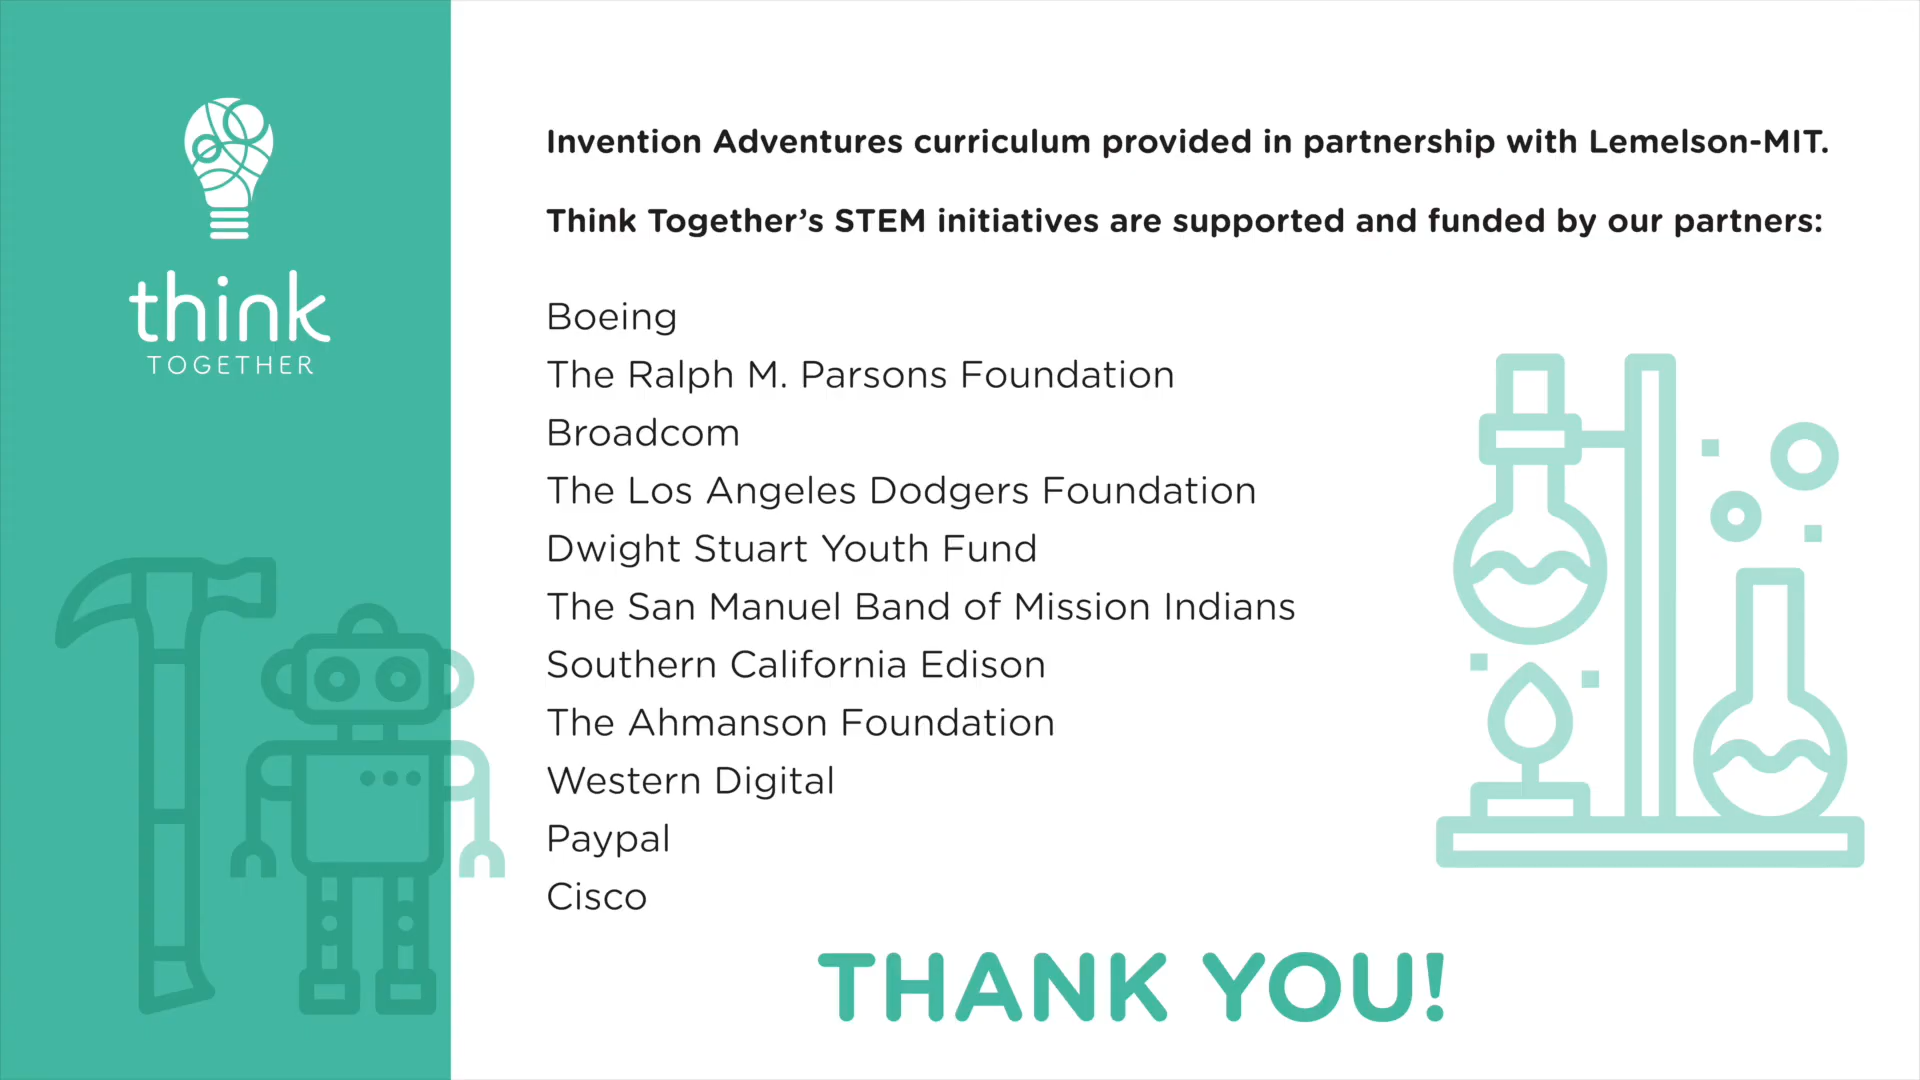 think
TOGETHER
Invention Adventures curriculum provided in partnership with Lemelson-MIT.
Think Together’s STEM initiatives are supported and funded by our partners:
Boeing
The Ralph M. Parsons Foundation
Broadcom
The Los Angeles Dodgers Foundation
Dwight Stuart Youth Fund
The San Manuel Band of Mission Indians
Southern California Edison
The Ahmanson Foundation
Western Digital
Paypal
Cisco
THANK YOU!